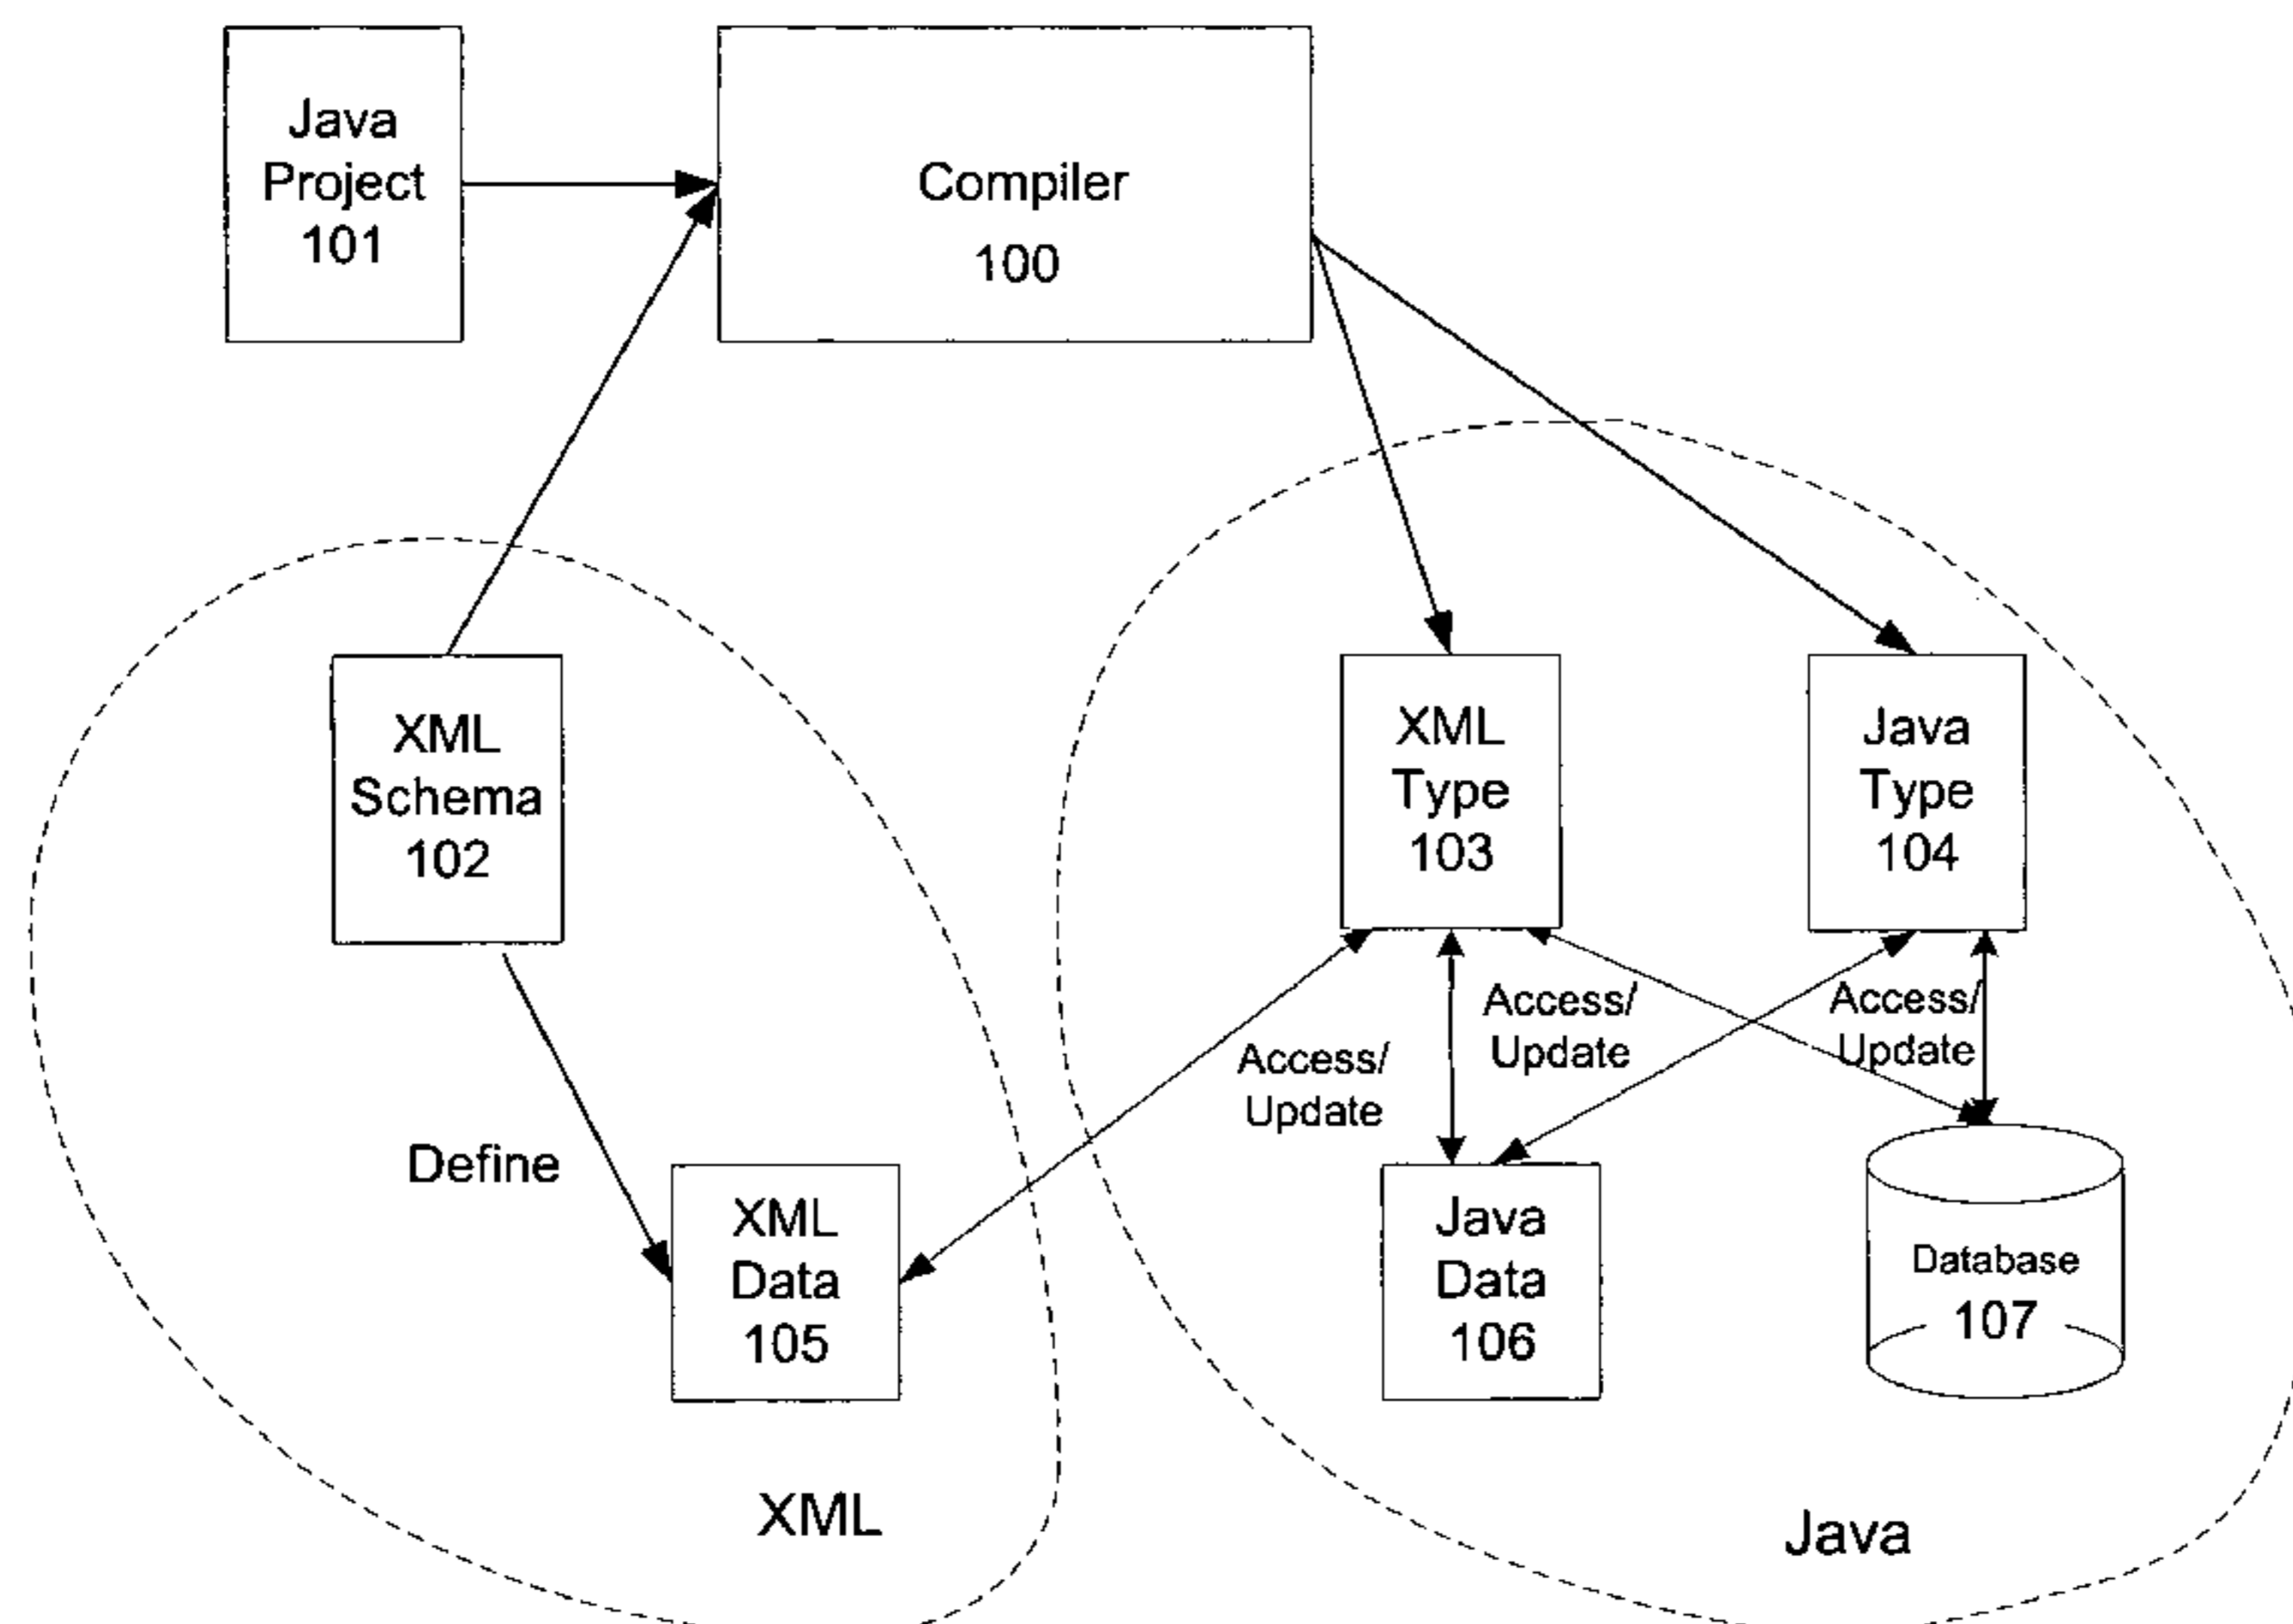 Java
Project
101
Compiler
100
XML
Schema
102
XML
Type
103
Java
Type
104
Access/
Update
Access/
Update
Access/
Update
Define
XML
Data
105
Java
Data
106
Database
107
XML
Java